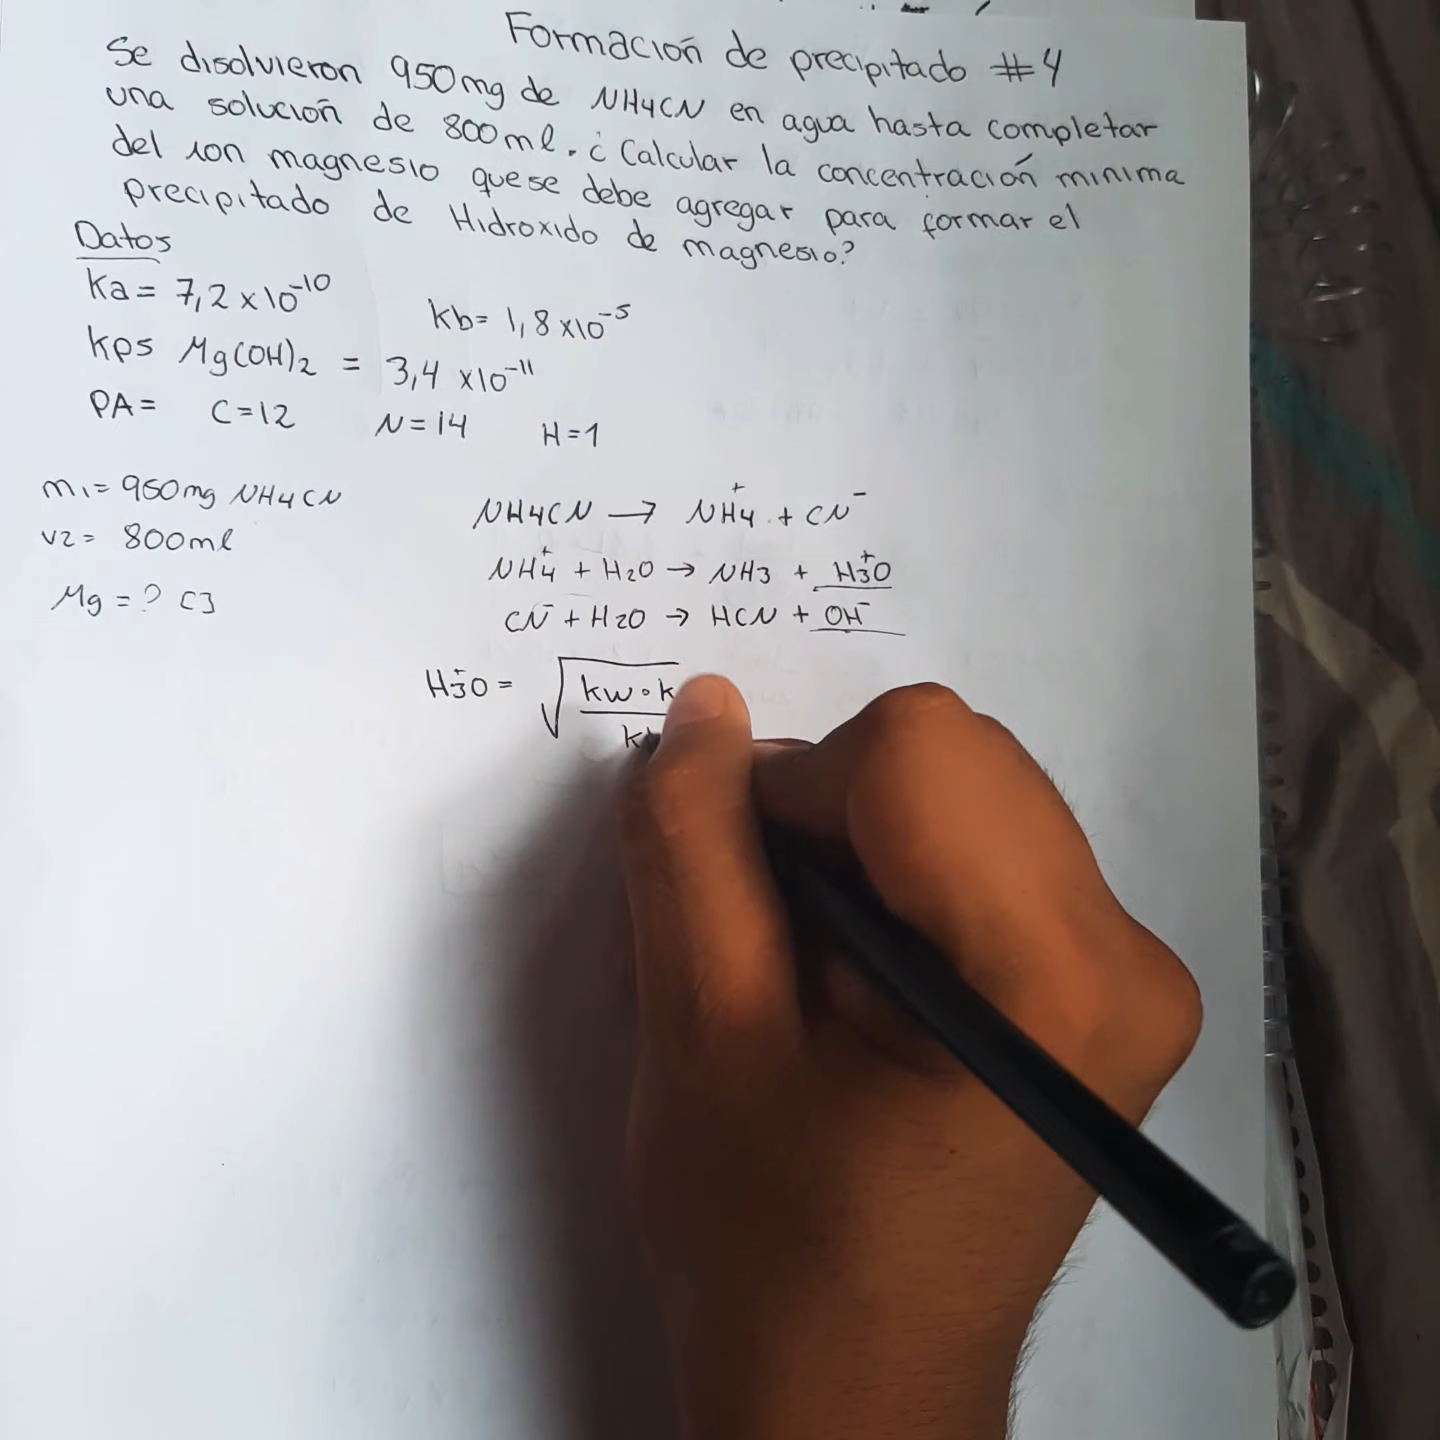 Formación de precipitado #4
Se disolvieron 950mg de NH4CN en agua hasta completar
una solución de 800ml. ¿ Calcular la concentración minima
del ion magnesio que se debe agregar para formar el
precipitado de Hidroxido de magnesio?
Datos
ka = 7,2 x10⁻¹⁰ kb= 1,8 x10⁻⁵
kps Mg(OH)2 = 3,4 x10⁻¹¹
PA= C=12 N=14 H=1
m1= 950mg NH4CN
v2= 800ml
Mg = ? [ ]
NH4CN → NH4⁺ + CN⁻
NH4⁺ + H2O → NH3 + H3O⁺
CN⁻ + H2O → HCN + OH⁻
H3O⁺ = √ kw · k